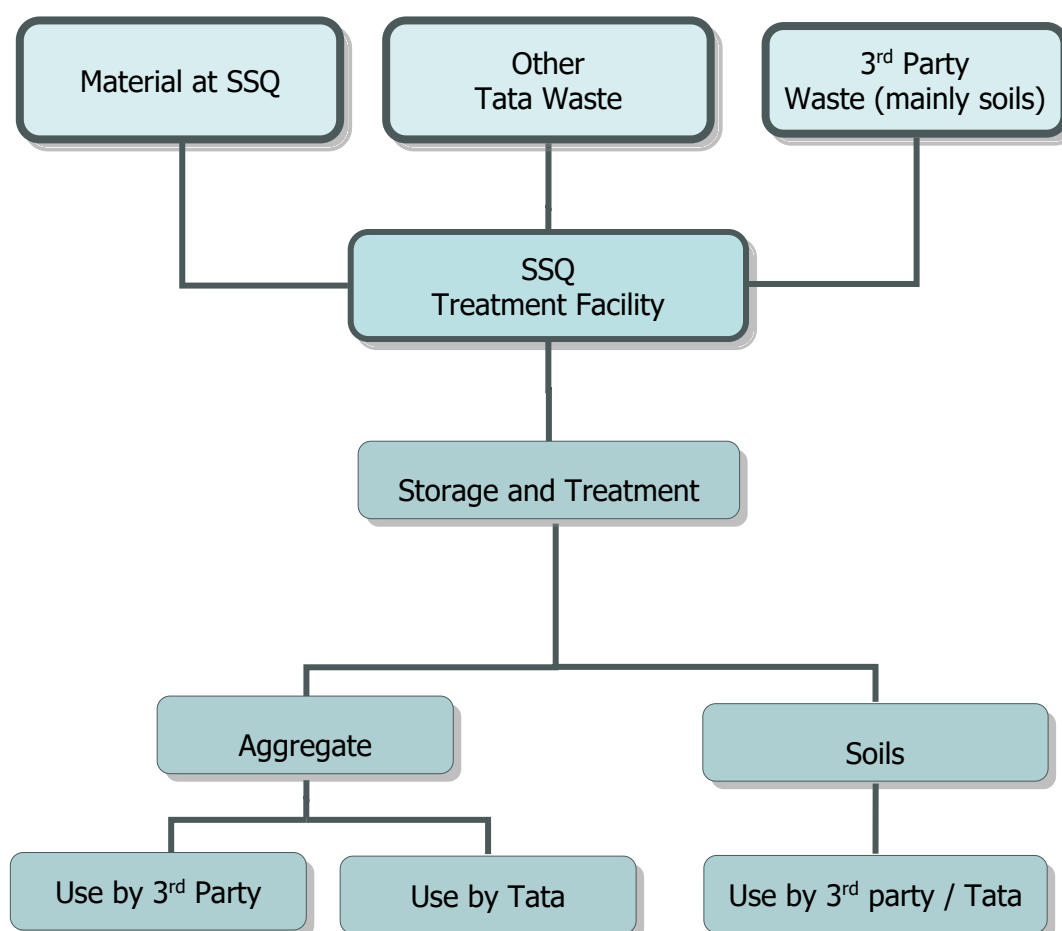 Material at SSQ
Other
Tata Waste
3rd Party
Waste (mainly soils)
SSQ
Treatment Facility
Storage and Treatment
Aggregate
Soils
Use by 3rd Party
Use by Tata
Use by 3rd party / Tata